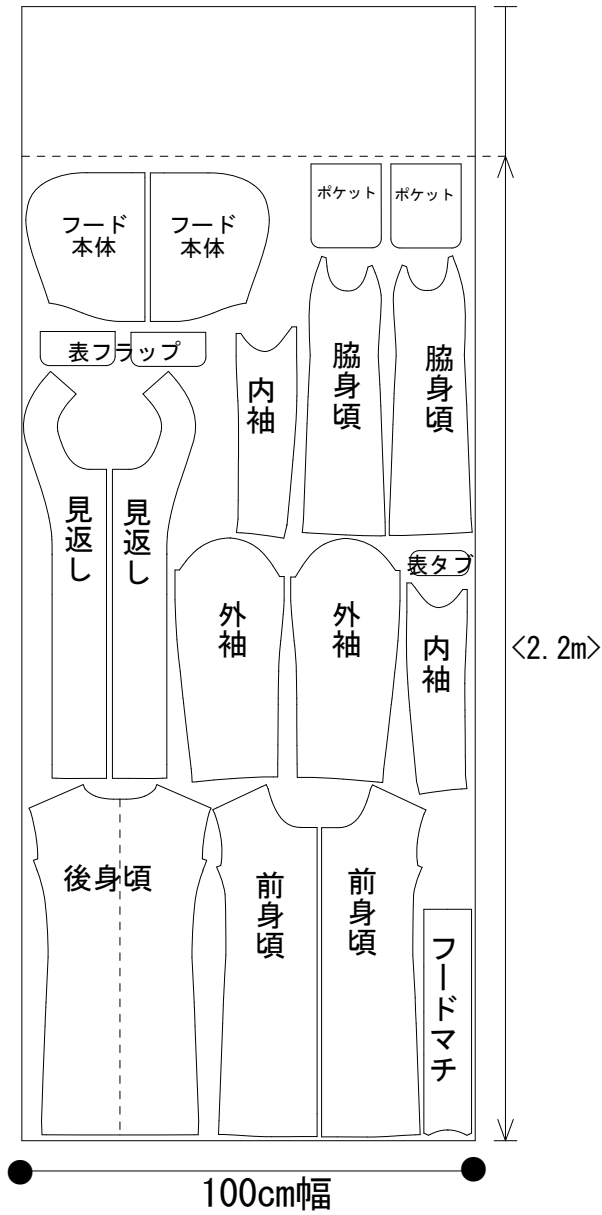 ポケット
ポケット
フード
本体
フード
本体
表フラップ
脇身頃
脇身頃
内袖
見返し
見返し
表タブ
外袖
外袖
内袖
<2.2m>
後身頃
前身頃
前身頃
フードマチ
100cm幅